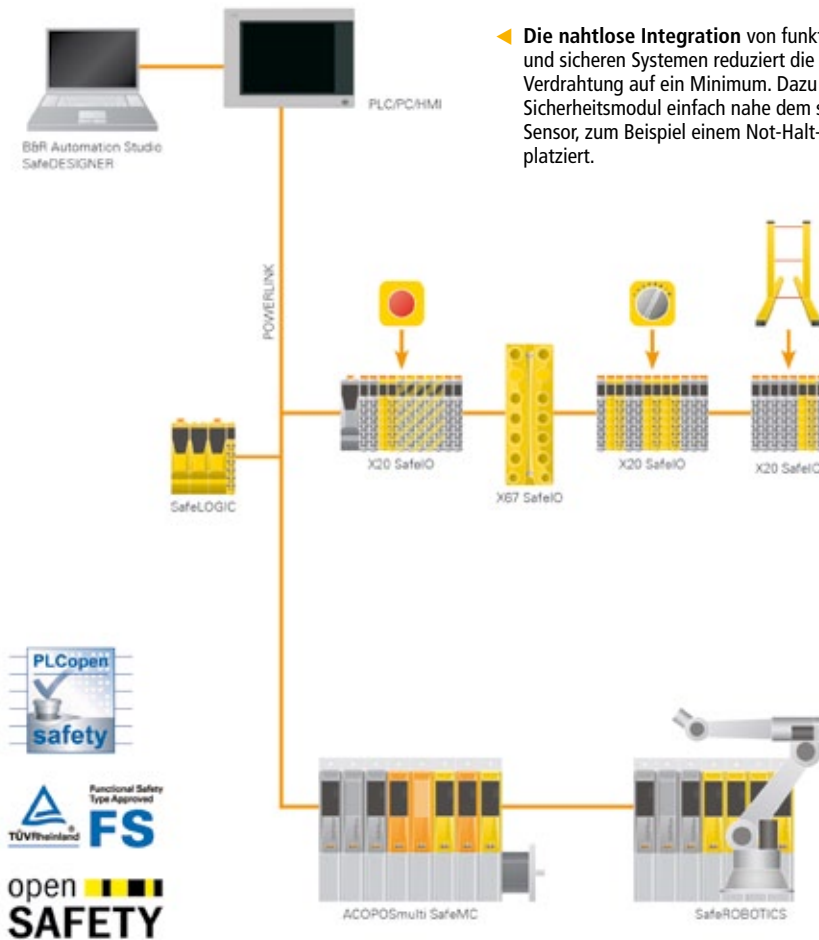 Die nahtlose Integration von funkt
und sicheren Systemen reduziert die
Verdrahtung auf ein Minimum. Dazu
Sicherheitsmodul einfach nahe dem s
Sensor, zum Beispiel einem Not-Halt-
platziert.
PLC/PC/HMI
B&R Automation Studio
SafeDESIGNER
POWERLINK
X20 SafeIO
X67 SafeIO
X20 SafeIO
X20 SafeIO
SafeLOGIC
PLCopen
safety
TÜVRheinland
Functional Safety
Type Approved
FS
open
SAFETY
ACOPOSmulti SafeMC
SafeROBOTICS